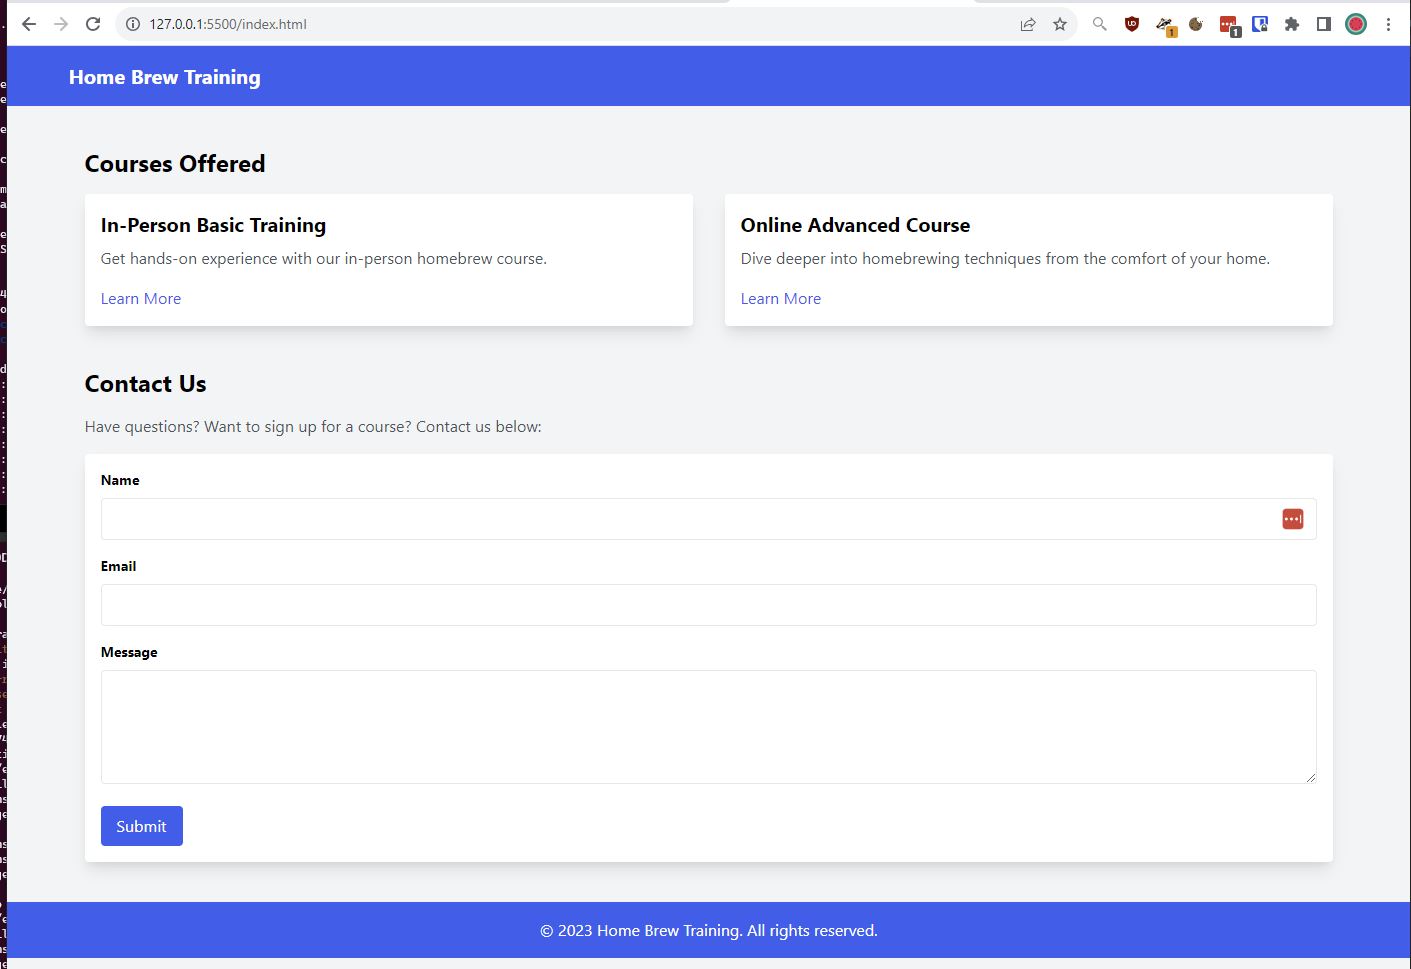 127.0.0.1:5500/index.html
1
1
Home Brew Training
Courses Offered
In-Person Basic Training
Get hands-on experience with our in-person homebrew course.
Learn More
Online Advanced Course
Dive deeper into homebrewing techniques from the comfort of your home.
Learn More
Contact Us
Have questions? Want to sign up for a course? Contact us below:
Name
Email
Message
Submit
© 2023 Home Brew Training. All rights reserved.